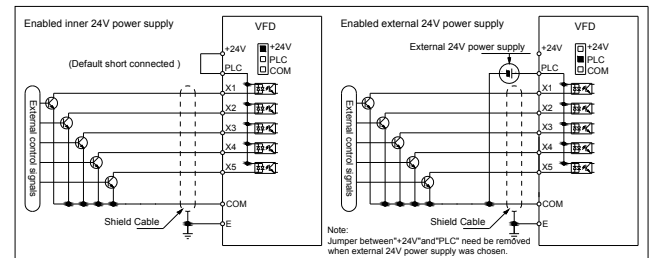 Enabled inner 24V power supply
VFD
+24V
PLC
COM
+24V
(Default short connected )
PLC
X1
X2
X3
X4
X5
External control signals
COM
Shield Cable
E
Enabled external 24V power supply
VFD
External 24V power supply
+24V
+24V
PLC
COM
PLC
X1
X2
X3
X4
X5
External control signals
COM
Shield Cable
E
Note:
Jumper between"+24V"and"PLC" need be removed
when external 24V power supply was chosen.